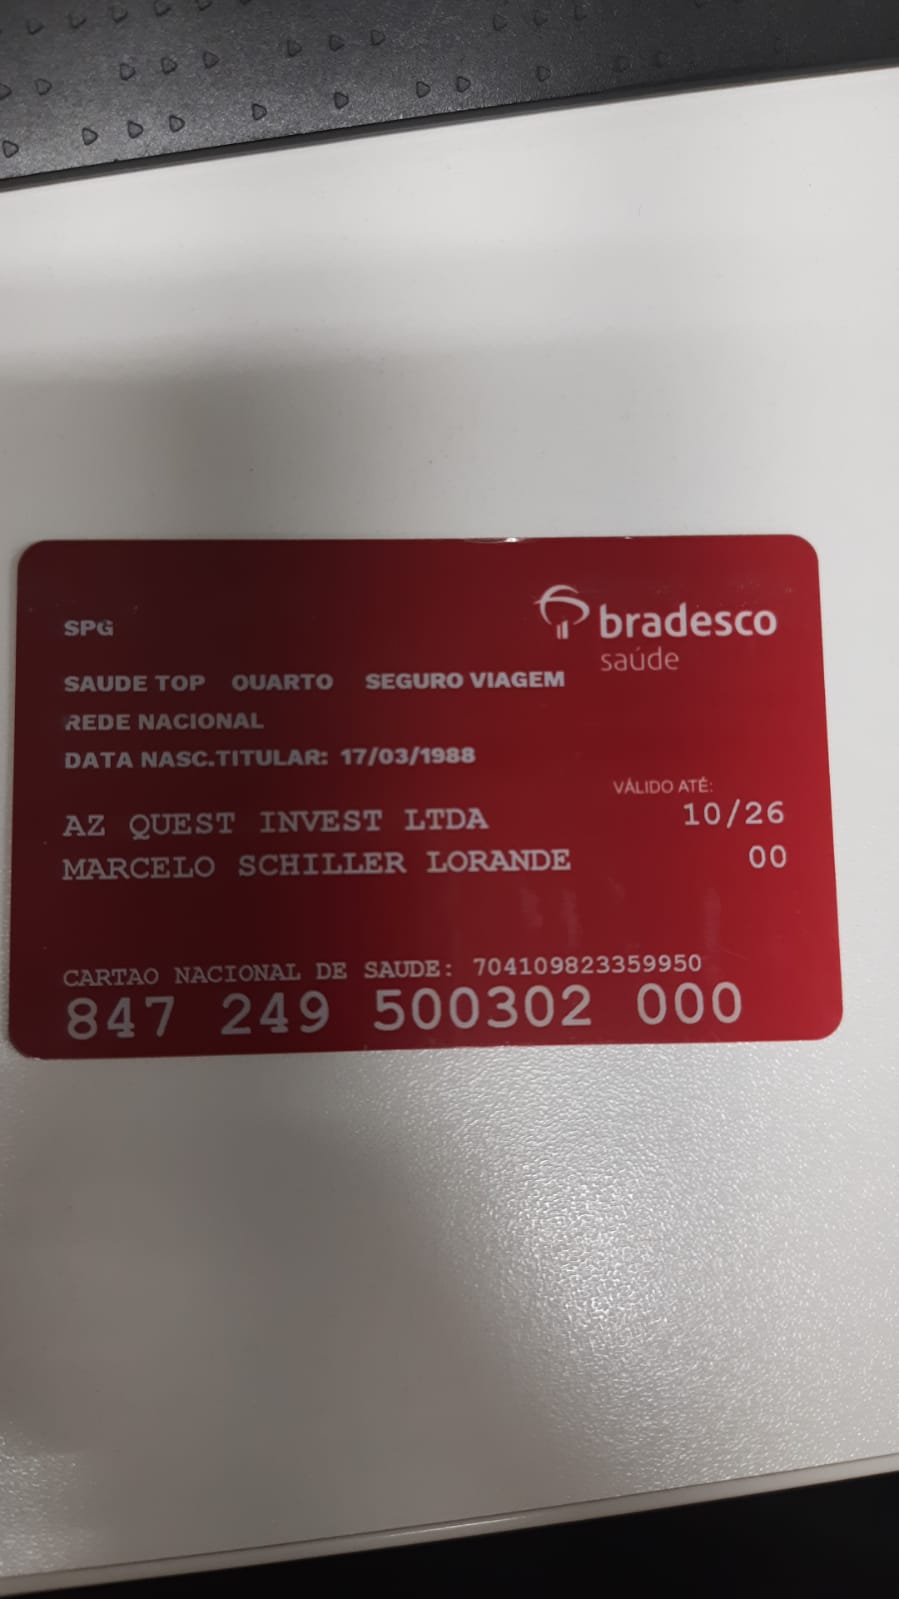 SPG
bradesco
saúde
SAUDE TOP QUARTO SEGURO VIAGEM
REDE NACIONAL
DATA NASC.TITULAR: 17/03/1988
VÁLIDO ATÉ:
AZ QUEST INVEST LTDA 10/26
MARCELO SCHILLER LORANDE 00
CARTAO NACIONAL DE SAUDE: 704109823359950
847 249 500302 000